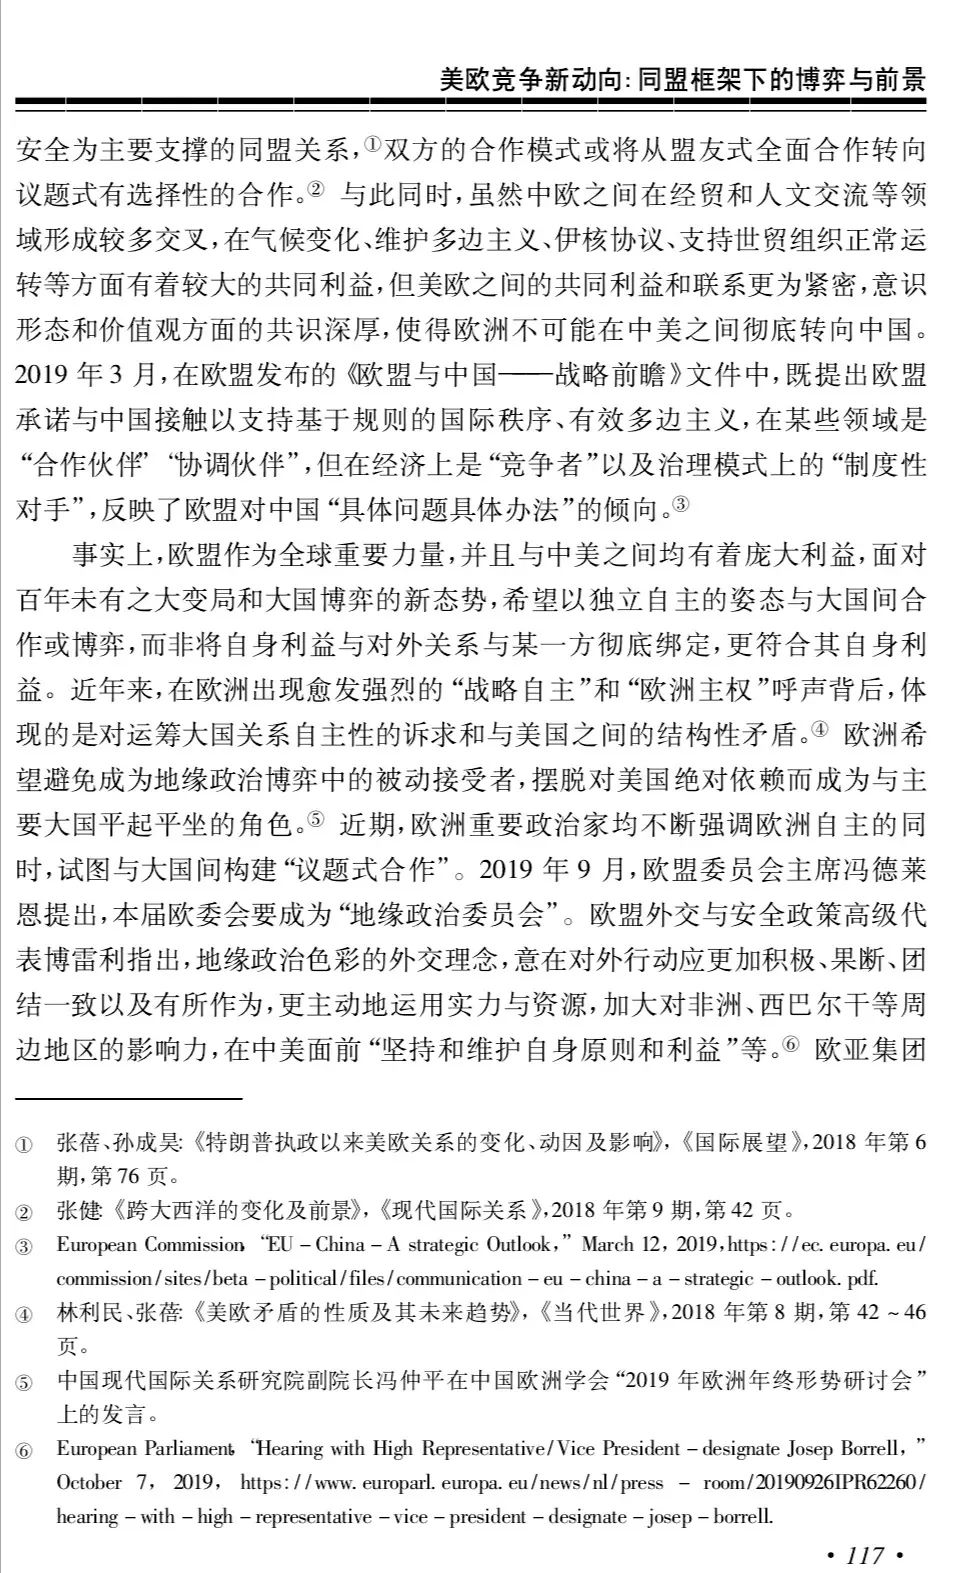 美欧竞争新动向:同盟框架下的博弈与前景
安全为主要支撑的同盟关系,①双方的合作模式或将从盟友式全面合作转向
议题式有选择性的合作。② 与此同时,虽然中欧之间在经贸和人文交流等领
域形成较多交叉,在气候变化、维护多边主义、伊核协议、支持世贸组织正常运
转等方面有着较大的共同利益,但美欧之间的共同利益和联系更为紧密,意识
形态和价值观方面的共识深厚,使得欧洲不可能在中美之间彻底转向中国。
2019 年 3 月,在欧盟发布的《欧盟与中国——战略前瞻》文件中,既提出欧盟
承诺与中国接触以支持基于规则的国际秩序、有效多边主义,在某些领域是
“合作伙伴”“协调伙伴”,但在经济上是“竞争者”以及治理模式上的“制度性
对手”,反映了欧盟对中国“具体问题具体办法”的倾向。③
事实上,欧盟作为全球重要力量,并且与中美之间均有着庞大利益,面对
百年未有之大变局和大国博弈的新态势,希望以独立自主的姿态与大国间合
作或博弈,而非将自身利益与对外关系与某一方彻底绑定,更符合其自身利
益。近年来,在欧洲出现愈发强烈的“战略自主”和“欧洲主权”呼声背后,体
现的是对运筹大国关系自主性的诉求和与美国之间的结构性矛盾。④ 欧洲希
望避免成为地缘政治博弈中的被动接受者,摆脱对美国绝对依赖而成为与主
要大国平起平坐的角色。⑤ 近期,欧洲重要政治家均不断强调欧洲自主的同
时,试图与大国间构建“议题式合作”。2019 年 9 月,欧盟委员会主席冯德莱
恩提出,本届欧委会要成为“地缘政治委员会”。欧盟外交与安全政策高级代
表博雷利指出,地缘政治色彩的外交理念,意在对外行动应更加积极、果断、团
结一致以及有所作为,更主动地运用实力与资源,加大对非洲、西巴尔干等周
边地区的影响力,在中美面前“坚持和维护自身原则和利益”等。⑥ 欧亚集团
① 张蓓、孙成昊:《特朗普执政以来美欧关系的变化、动因及影响》,《国际展望》,2018 年第 6
期,第 76 页。
② 张健:《跨大西洋的变化及前景》,《现代国际关系》,2018 年第 9 期,第 42 页。
③ European Commission, “EU – China – A strategic Outlook,” March 12, 2019,https://ec.europa.eu/
commission/sites/beta – political/files/communication – eu – china – a – strategic – outlook.pdf.
④ 林利民、张蓓:《美欧矛盾的性质及其未来趋势》,《当代世界》,2018 年第 8 期,第 42 ~ 46
页。
⑤ 中国现代国际关系研究院副院长冯仲平在中国欧洲学会“2019 年欧洲年终形势研讨会”
上的发言。
⑥ European Parliament, “Hearing with High Representative/Vice President – designate Josep Borrell,”
October 7, 2019, https://www.europarl.europa.eu/news/nl/press – room/20190926IPR62260/
hearing – with – high – representative – vice – president – designate – josep – borrell.
· 117 ·